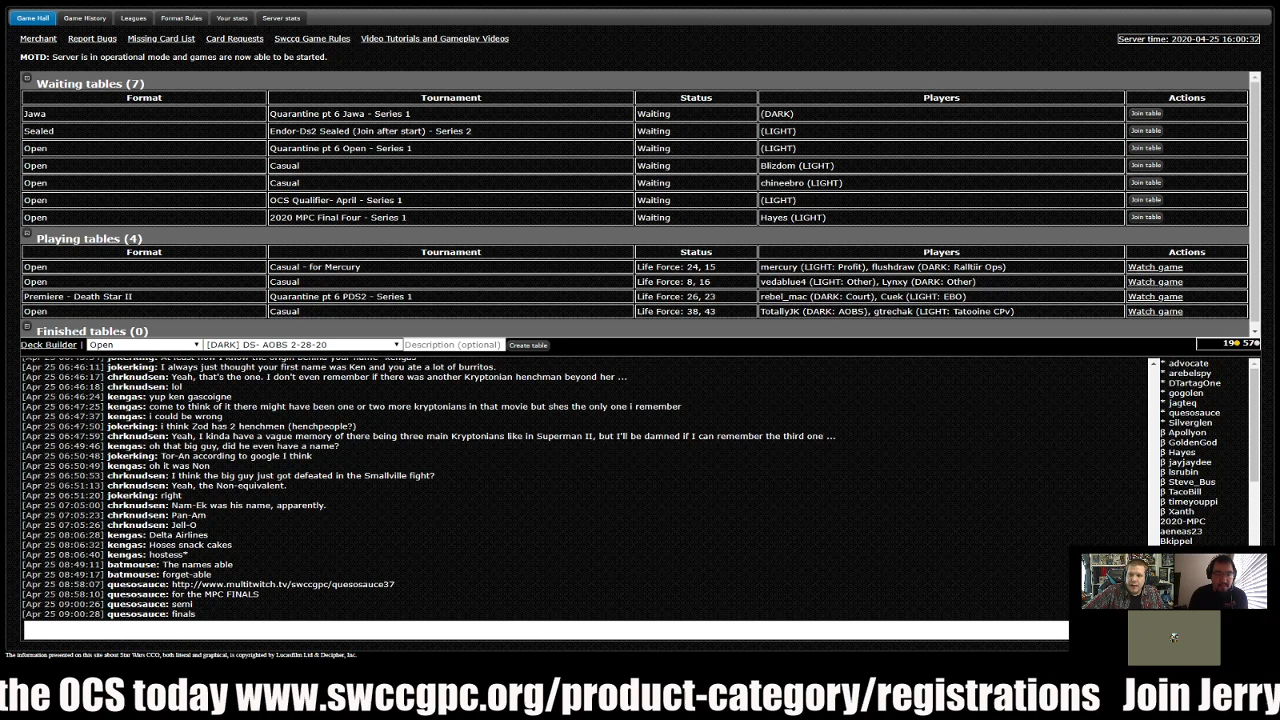 Game Hall Game History Leagues Format Rules Your stats Server stats
Merchant Report Bugs Missing Card List Card Requests Swccg Game Rules Video Tutorials and Gameplay Videos
Server time: 2020-04-25 16:00:32
MOTD: Server is in operational mode and games are now able to be started.
Waiting tables (7)
Format Tournament Status Players Actions
Jawa Quarantine pt 6 Jawa - Series 1 Waiting (DARK) Join table
Sealed Endor-Ds2 Sealed (Join after start) - Series 2 Waiting (LIGHT) Join table
Open Quarantine pt 6 Open - Series 1 Waiting (LIGHT) Join table
Open Casual Waiting Blizdom (LIGHT) Join table
Open Casual Waiting chineebro (LIGHT) Join table
Open OCS Qualifier- April - Series 1 Waiting (LIGHT) Join table
Open 2020 MPC Final Four - Series 1 Waiting Hayes (LIGHT) Join table
Playing tables (4)
Format Tournament Status Players Actions
Open Casual - for Mercury Life Force: 24, 15 mercury (LIGHT: Profit), flushdraw (DARK: Ralltiir Ops) Watch game
Open Casual Life Force: 8, 16 vedablue4 (LIGHT: Other), Lynxy (DARK: Other) Watch game
Premiere - Death Star II Quarantine pt 6 PDS2 - Series 1 Life Force: 26, 23 rebel_mac (DARK: Court), Cuek (LIGHT: EBO) Watch game
Open Casual Life Force: 38, 43 TotallyJK (DARK: AOBS), gtrechak (LIGHT: Tatooine CPv) Watch game
Finished tables (0)
Deck Builder | Open [DARK] DS- AOBS 2-28-20 Description (optional) Create table
19 57
[Apr 25 06:45:54] jokerking: At least now I know the origin behind your name "kengas"
[Apr 25 06:46:11] jokerking: I always just thought your first name was Ken and you ate a lot of burritos.
[Apr 25 06:46:17] chrknudsen: Yeah, that's the one. I don't even remember if there was another Kryptonian henchman beyond her ...
[Apr 25 06:46:18] jokerking: lol
[Apr 25 06:46:24] kengas: yup ken gascoigne
[Apr 25 06:47:25] kengas: come to think of it there might have been one or two more kryptonians in that movie but shes the only one i remember
[Apr 25 06:47:37] kengas: i could be wrong
[Apr 25 06:47:50] jokerking: i think Zod has 2 henchmen (henchpeople?)
[Apr 25 06:47:59] chrknudsen: Yeah, I kinda have a vague memory of there being three main Kryptonians like in Superman II, but I'll be damned if I can remember the third one ...
[Apr 25 06:49:46] kengas: oh that big guy, did he even have a name?
[Apr 25 06:50:48] jokerking: Tor-An according to google I think
[Apr 25 06:50:49] kengas: oh it was Non
[Apr 25 06:50:53] chrknudsen: I think the big guy just got defeated in the Smallville fight?
[Apr 25 06:51:13] chrknudsen: Yeah, the Non-equivalent.
[Apr 25 06:51:20] jokerking: right
[Apr 25 07:05:00] chrknudsen: Nam-Ek was his name, apparently.
[Apr 25 07:05:23] chrknudsen: Pan-Am
[Apr 25 07:05:26] chrknudsen: Jell-O
[Apr 25 08:06:28] kengas: Delta Airlines
[Apr 25 08:06:32] kengas: Hoses snack cakes
[Apr 25 08:06:40] kengas: hostess*
[Apr 25 08:49:11] batmouse: The names able
[Apr 25 08:49:17] batmouse: forget-able
[Apr 25 08:58:07] quesosauce: http://www.multitwitch.tv/swccgpc/quesosauce37
[Apr 25 08:58:10] quesosauce: for the MPC FINALS
[Apr 25 09:00:26] quesosauce: semi
[Apr 25 09:00:28] quesosauce: finals
* advocate
* arebelspy
* DTartagOne
* gogolen
* jagteq
* quesosauce
* Silverglen
β Apollyon
β GoldenGod
β Hayes
β jayjaydee
β lsrubin
β Steve_Bus
β TacoBill
β timeyouppi
β Xanth
2020-MPC
aeneas23
Bkippel
The information presented on this site about Star Wars CCG, both literal and graphical, is copyrighted by Lucasfilm Ltd & Decipher, Inc.
the OCS today www.swccgpc.org/product-category/registrations Join Jerry